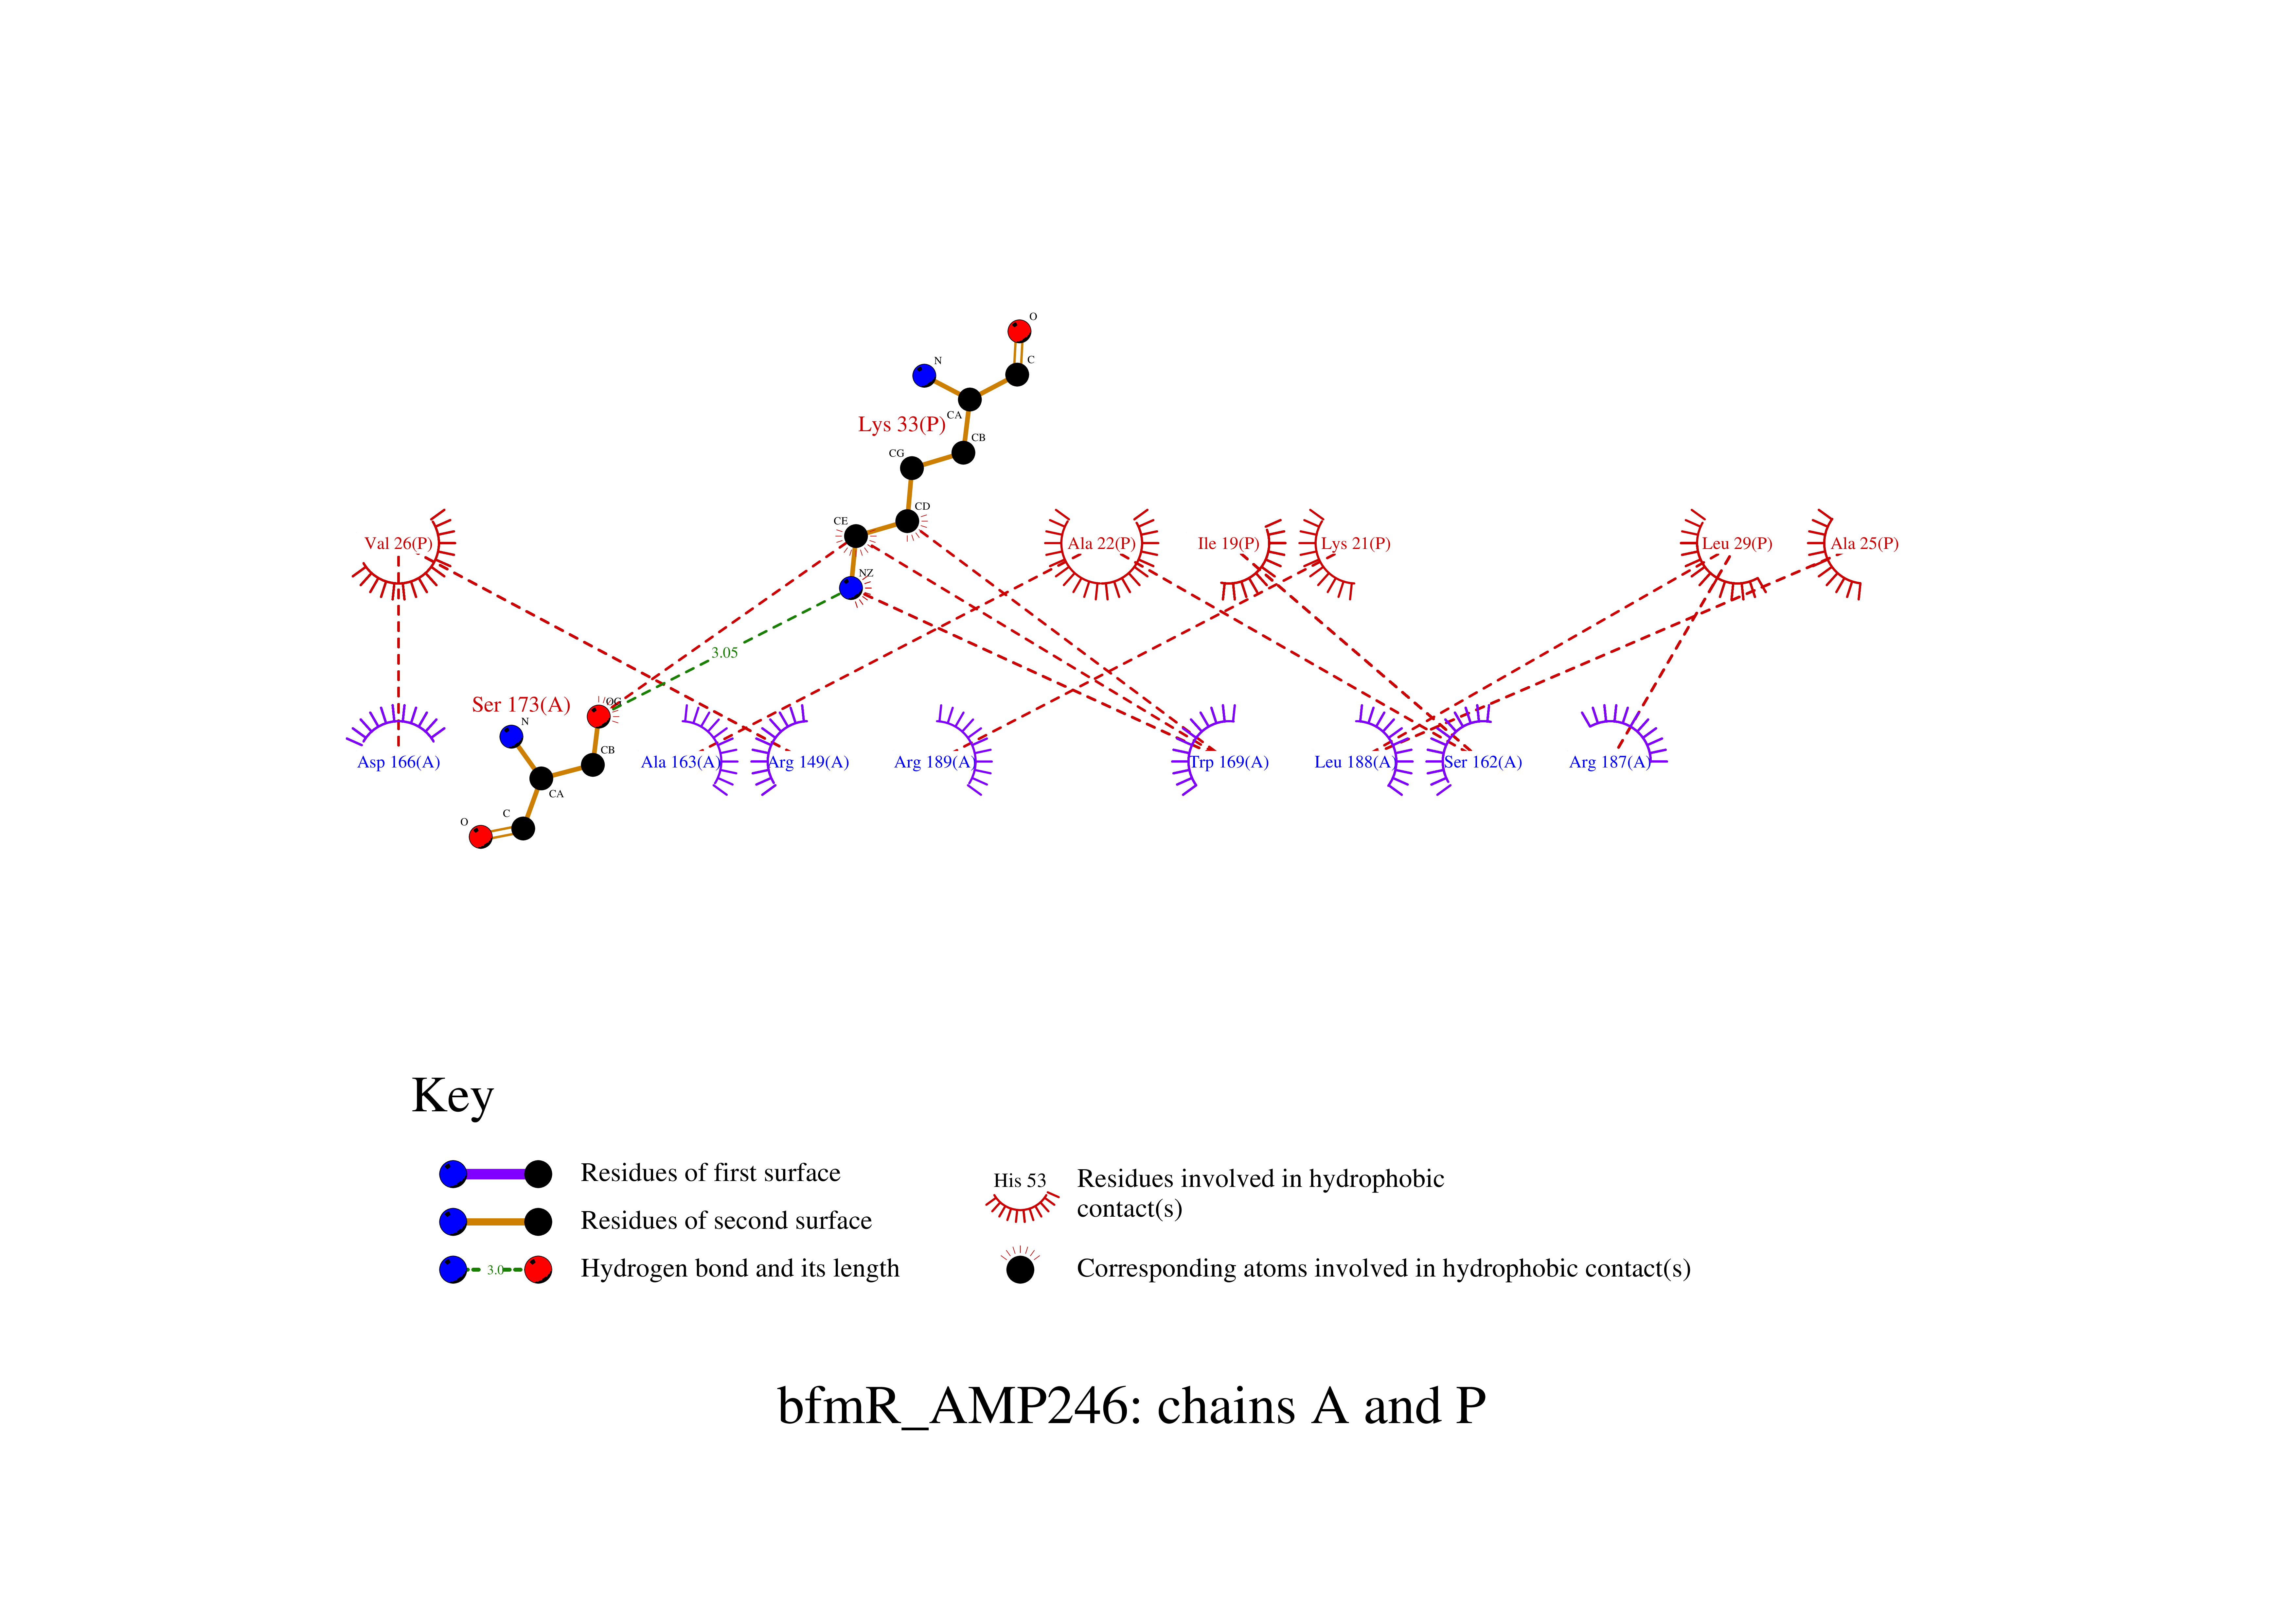 O
N
C
CA
Lys 33(P)
CB
CG
CD
CE
Val 26(P)
Ala 22(P)
Ile 19(P)
Lys 21(P)
Leu 29(P)
Ala 25(P)
NZ
3.05
Ser 173(A)
OG
N
CB
Asp 166(A)
Ala 163(A)
Arg 149(A)
Arg 189(A)
Trp 169(A)
Leu 188(A)
Ser 162(A)
Arg 187(A)
CA
C
O
Key
Residues of first surface
His 53
Residues involved in hydrophobic
contact(s)
Residues of second surface
3.0
Hydrogen bond and its length
Corresponding atoms involved in hydrophobic contact(s)
bfmR_AMP246: chains A and P